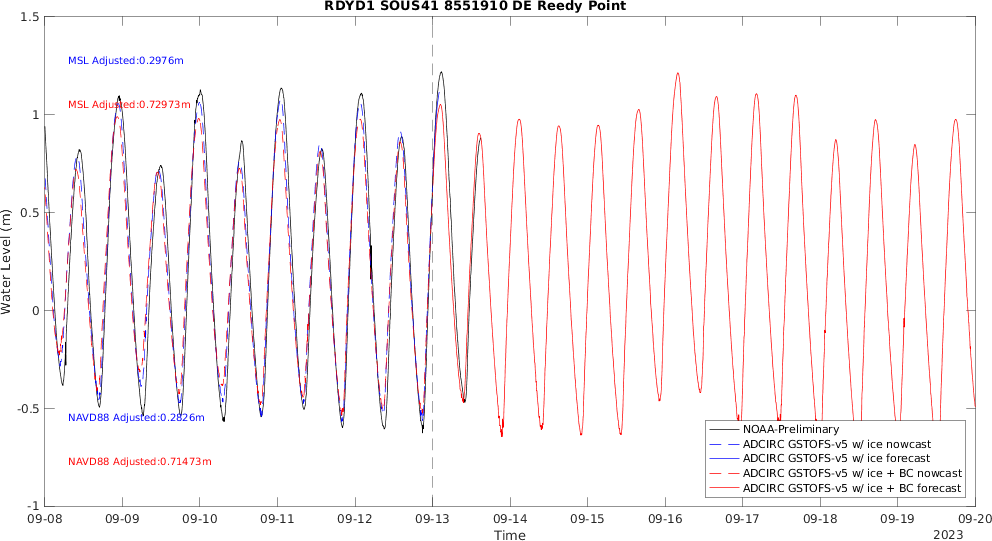 RDYD1 SOUS41 8551910 DE Reedy Point
1.5
MSL Adjusted:0.2976m
MSL Adjusted:0.72973m
1
0.5
Water Level (m)
0
-0.5
NAVD88 Adjusted:0.2826m
NAVD88 Adjusted:0.71473m
NOAA-Preliminary
ADCIRC GSTOFS-v5 w/ ice nowcast
ADCIRC GSTOFS-v5 w/ ice forecast
ADCIRC GSTOFS-v5 w/ ice + BC nowcast
ADCIRC GSTOFS-v5 w/ ice + BC forecast
-1
09-08 09-09 09-10 09-11 09-12 09-13 09-14 09-15 09-16 09-17 09-18 09-19 09-20
Time
2023